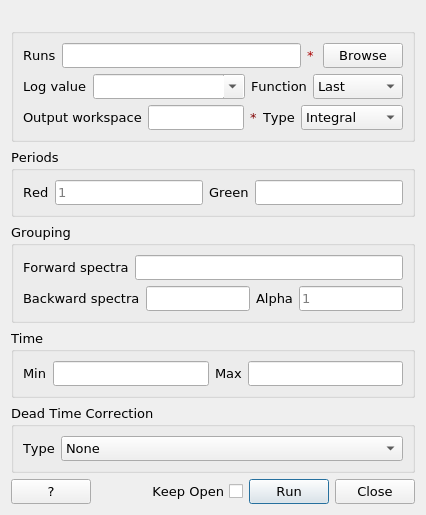 Runs * Browse
Log value Function Last
Output workspace * Type Integral
Periods
Red 1 Green
Grouping
Forward spectra
Backward spectra Alpha 1
Time
Min Max
Dead Time Correction
Type None
? Keep Open Run Close